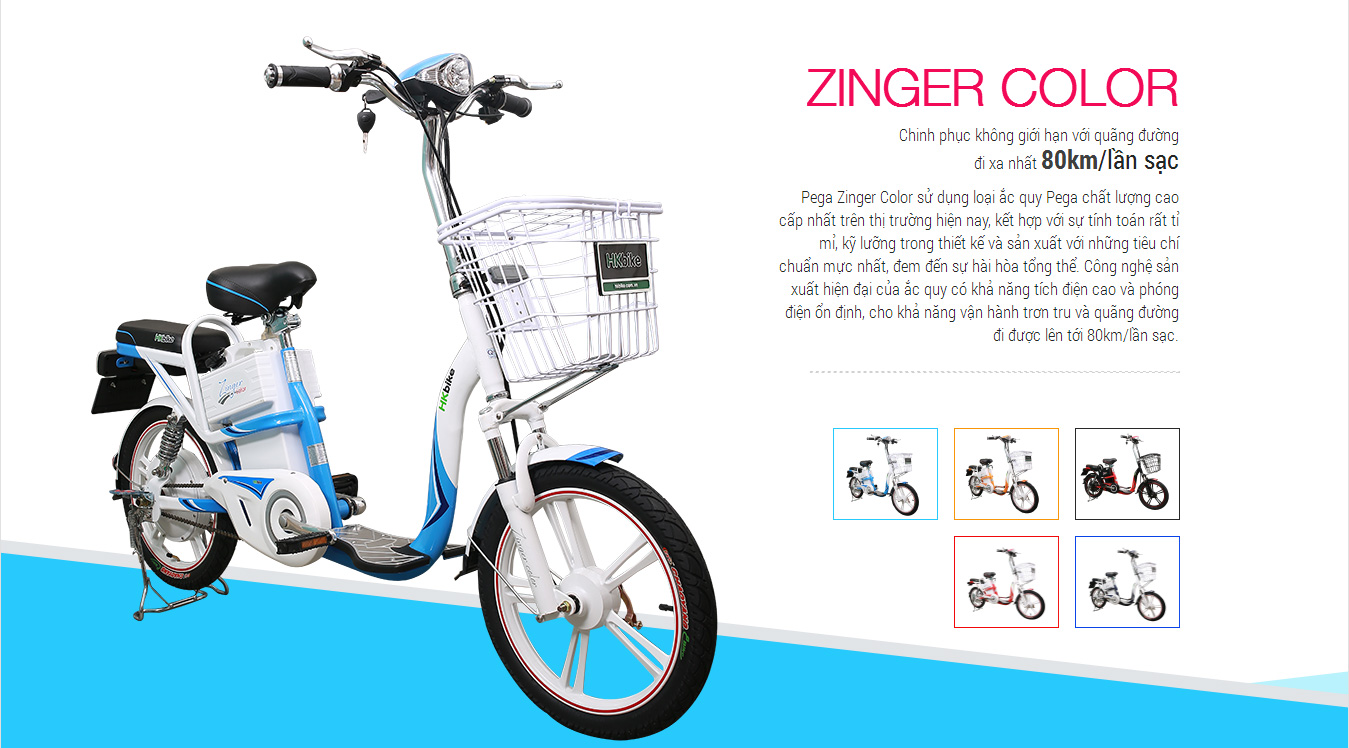 ZINGER COLOR
Chinh phục không giới hạn với quãng đường
đi xa nhất 80km/lần sạc
Pega Zinger Color sử dụng loại ắc quy Pega chất lượng cao
cấp nhất trên thị trường hiện nay, kết hợp với sự tính toán rất tỉ
mỉ, kỹ lưỡng trong thiết kế và sản xuất với những tiêu chí
chuẩn mực nhất, đem đến sự hài hòa tổng thể. Công nghệ sản
xuất hiện đại của ắc quy có khả năng tích điện cao và phóng
điện ổn định, cho khả năng vận hành trơn tru và quãng đường
đi được lên tới 80km/lần sạc.
HKbike
HKbike
Zinger
HKbike
Zinger color